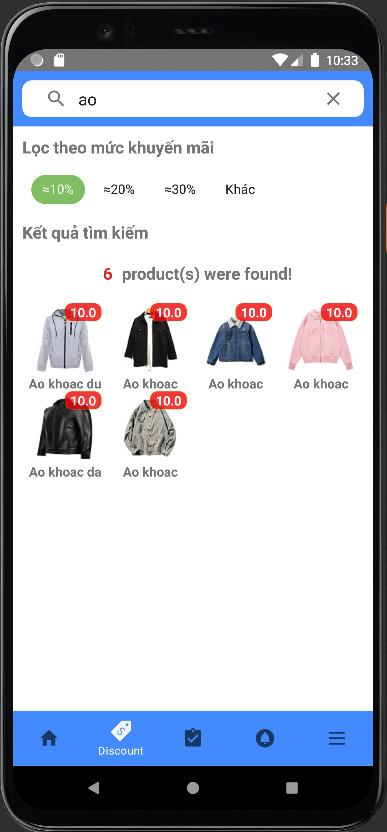 10:33
ao
Lọc theo mức khuyến mãi
≈10% ≈20% ≈30% Khác
Kết quả tìm kiếm
6 product(s) were found!
10.0 10.0 10.0 10.0
Ao khoac du Ao khoac Ao khoac Ao khoac
10.0 10.0
Ao khoac da Ao khoac
Discount